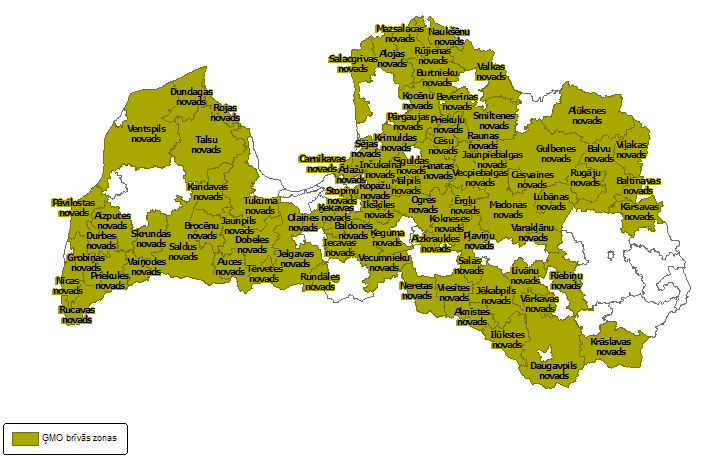 Mazsalacas
novads
Naukšēnu
novads
Rūjienas
novads
Alojas
novads
Salacgrīvas
novads
Burtnieku
novads
Valkas
novads
Dundagas
novads
Rojas
novads
Kocēnu
novads
Beverīnas
novads
Alūksnes
novads
Smiltenes
novads
Pārgaujas
novads
Priekuļu
novads
Ventspils
novads
Talsu
novads
Krimuldas
novads
Cēsu
novads
Raunas
novads
Sējas
novads
Gulbenes
novads
Balvu
novads
Viļakas
novads
Jaunpiebalgas
novads
Carnikavas
novads
Ādažu
novads
Inčukalna
novads
Siguldas
novads
Amatas
novads
Vecpiebalgas
novads
Cesvaines
novads
Rugāju
novads
Baltinavas
novads
Kandavas
novads
Stopiņu
novads
Ropažu
novads
Mālpils
novads
Pāvilostas
novads
Tukuma
novads
Ķekavas
novads
Ikšķiles
novads
Ogres
novads
Ērgļu
novads
Madonas
novads
Lubānas
novads
Kārsavas
novads
Aizputes
novads
Jaunpils
novads
Olaines
novads
Baldones
novads
Kokneses
novads
Durbes
novads
Skrundas
novads
Brocēnu
novads
Dobeles
novads
Iecavas
novads
Ķeguma
novads
Aizkraukles
novads
Pļaviņu
novads
Varakļānu
novads
Saldus
novads
Grobiņas
novads
Vaiņodes
novads
Auces
novads
Tērvetes
novads
Jelgavas
novads
Vecumnieku
novads
Salas
novads
Līvānu
novads
Riebiņu
novads
Nīcas
novads
Priekules
novads
Rundāles
novads
Neretas
novads
Viesītes
novads
Jēkabpils
novads
Vārkavas
novads
Rucavas
novads
Aknīstes
novads
Ilūkstes
novads
Krāslavas
novads
Daugavpils
novads
ĢMO brīvās zonas